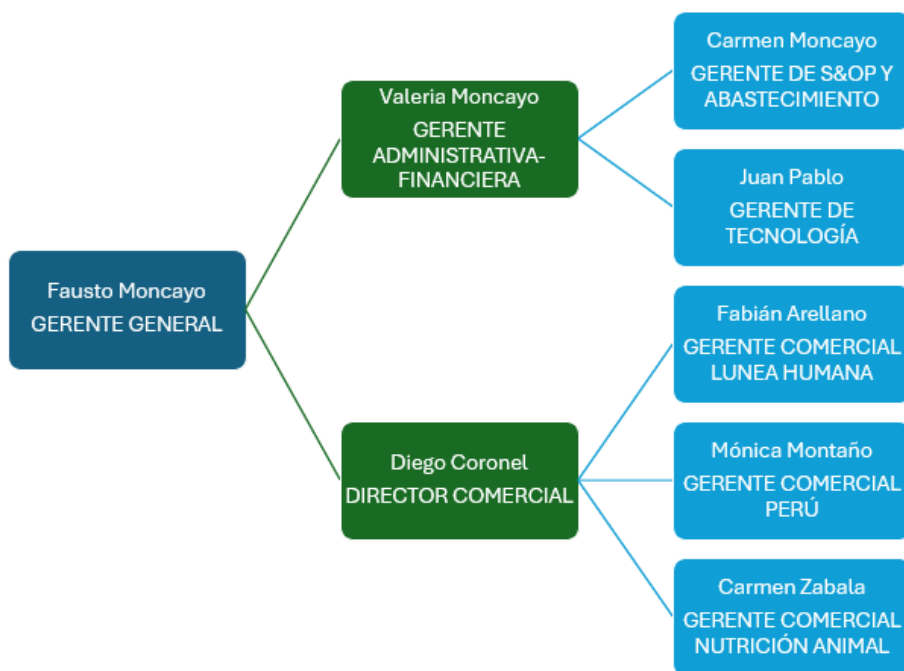 Carmen Moncayo
GERENTE DE S&OP Y
ABASTECIMIENTO
Valeria Moncayo
GERENTE
ADMINISTRATIVA-
FINANCIERA
Juan Pablo
GERENTE DE
TECNOLOGÍA
Fausto Moncayo
GERENTE GENERAL
Fabián Arellano
GERENTE COMERCIAL
LUNEA HUMANA
Diego Coronel
DIRECTOR COMERCIAL
Mónica Montaño
GERENTE COMERCIAL
PERÚ
Carmen Zabala
GERENTE COMERCIAL
NUTRICIÓN ANIMAL